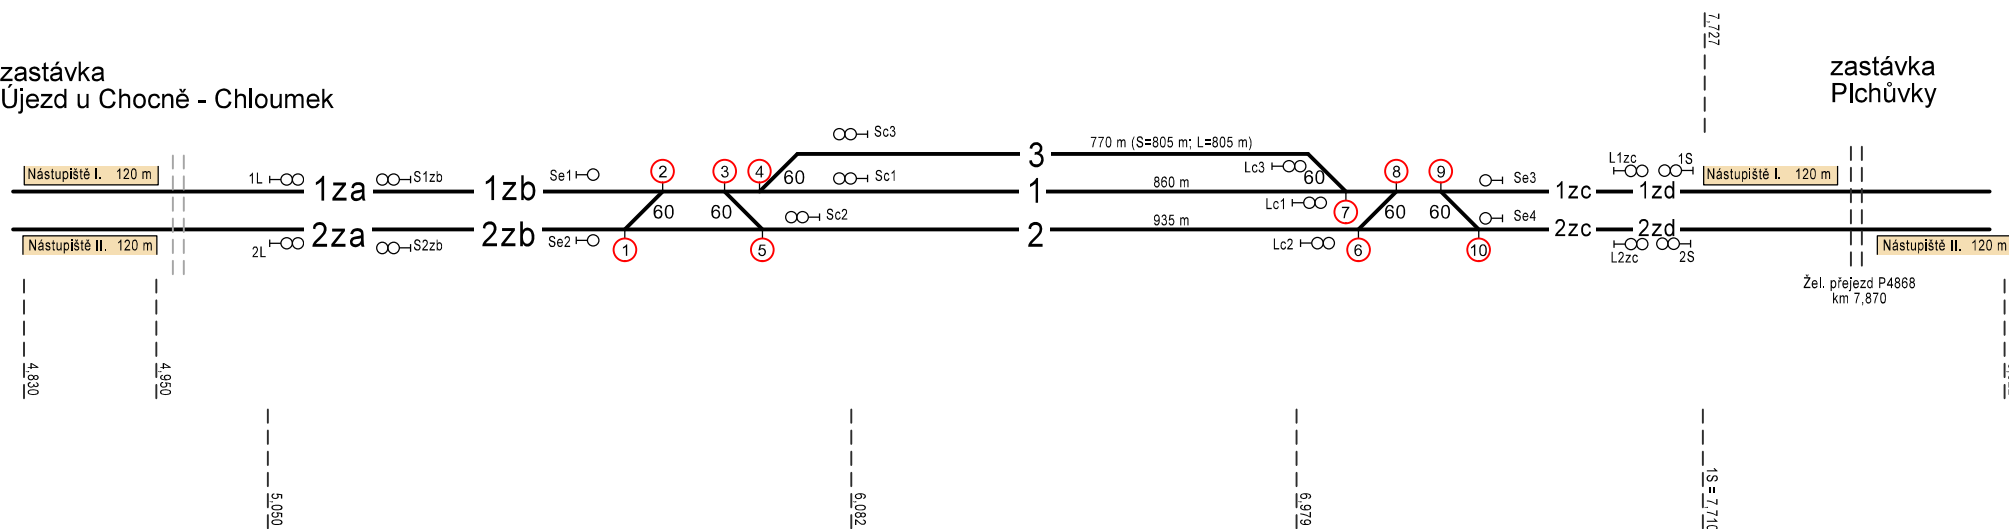 7,727
zastávka
Újezd u Chocně - Chloumek
zastávka
Plchůvky
Sc3
770 m (S=805 m; L=805 m)
3
Nástupiště I. 120 m
1L
1za
S1zb
1zb
Se1
2
3
4
60
Sc1
1
860 m
Lc3
60
8
9
Se3
1zc
L1zc
1S
1zd
Nástupiště I. 120 m
60
60
Sc2
Lc1
7
60
60
Se4
Nástupiště II. 120 m
2L
2za
S2zb
2zb
Se2
1
5
2
935 m
Lc2
6
10
2zc
2zd
L2zc
2S
Nástupiště II. 120 m
Žel. přejezd P4868
km 7,870
4,830
4,950
5,050
6,082
6,979
1S = 7,710